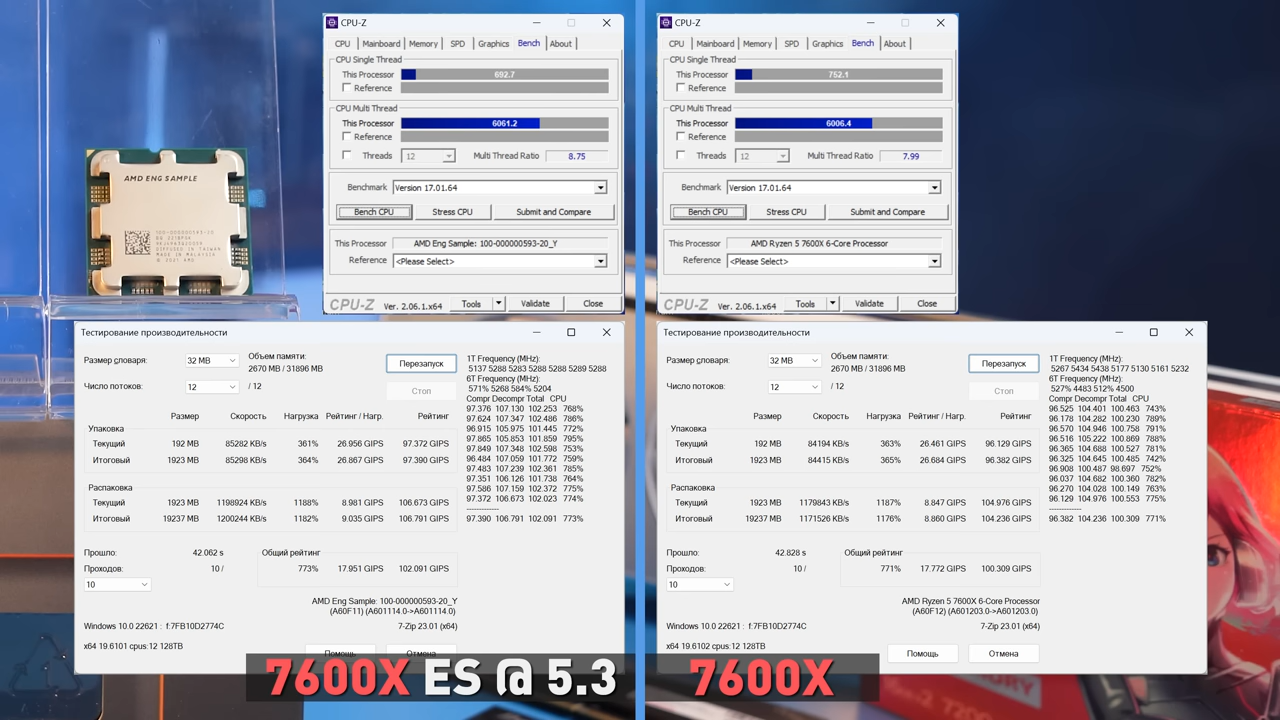 CPU-Z
CPU Mainboard Memory SPD Graphics Bench About
CPU Single Thread
This Processor 692.7
Reference
CPU Multi Thread
This Processor 6061.2
Reference
Threads 12 Multi Thread Ratio 8.75
Benchmark Version 17.01.64
Bench CPU Stress CPU Submit and Compare
This Processor AMD Eng Sample: 100-000000593-20_Y
Reference <Please Select>
CPU-Z Ver. 2.06.1.x64 Tools Validate Close
CPU-Z
CPU Mainboard Memory SPD Graphics Bench About
CPU Single Thread
This Processor 752.1
Reference
CPU Multi Thread
This Processor 6006.4
Reference
Threads 12 Multi Thread Ratio 7.99
Benchmark Version 17.01.64
Bench CPU Stress CPU Submit and Compare
This Processor AMD Ryzen 5 7600X 6-Core Processor
Reference <Please Select>
CPU-Z Ver. 2.06.1.x64 Tools Validate Close
AMD ENG SAMPLE
100-000000593-20
DIFFUSED IN TAIWAN
MADE IN MALAYSIA
© 2021 AMD
Тестирование производительности
Размер словаря: 32 MB Объем памяти: 2670 MB / 31896 MB Перезапуск
Число потоков: 12 / 12 Стоп
Размер Скорость Нагрузка Рейтинг / Нагр. Рейтинг
Упаковка
Текущий 192 MB 85282 KB/s 361% 26.956 GIPS 97.372 GIPS
Итоговый 1923 MB 85298 KB/s 364% 26.867 GIPS 97.390 GIPS
Распаковка
Текущий 1923 MB 1198924 KB/s 1188% 8.981 GIPS 106.673 GIPS
Итоговый 19237 MB 1200244 KB/s 1182% 9.035 GIPS 106.791 GIPS
Прошло: 42.062 s Общий рейтинг
Проходов: 10 / 773% 17.951 GIPS 102.091 GIPS
10
AMD Eng Sample: 100-000000593-20_Y
(A60F11) (A601114.0->A601114.0)
Windows 10.0 22621 : f:7FB10D2774C 7-Zip 23.01 (x64)
x64 19.6101 cpus:12 128TB
Помощь Отмена
1T Frequency (MHz):
5137 5288 5283 5288 5288 5289 5288
6T Frequency (MHz):
571% 5268 584% 5204
Compr Decompr Total CPU
97.376 107.130 102.253 768%
97.624 107.347 102.486 786%
96.915 105.975 101.445 772%
97.865 105.853 101.859 795%
97.849 107.348 102.598 753%
96.484 107.059 101.772 759%
97.483 107.239 102.361 785%
97.351 106.126 101.738 764%
97.586 107.159 102.372 775%
97.372 106.673 102.023 774%
-------------
97.390 106.791 102.091 773%
Тестирование производительности
Размер словаря: 32 MB Объем памяти: 2670 MB / 31896 MB Перезапуск
Число потоков: 12 / 12 Стоп
Размер Скорость Нагрузка Рейтинг / Нагр. Рейтинг
Упаковка
Текущий 192 MB 84194 KB/s 363% 26.461 GIPS 96.129 GIPS
Итоговый 1923 MB 84415 KB/s 365% 26.684 GIPS 96.382 GIPS
Распаковка
Текущий 1923 MB 1179843 KB/s 1187% 8.847 GIPS 104.976 GIPS
Итоговый 19237 MB 1171526 KB/s 1176% 8.860 GIPS 104.236 GIPS
Прошло: 42.828 s Общий рейтинг
Проходов: 10 / 771% 17.772 GIPS 100.309 GIPS
10
AMD Ryzen 5 7600X 6-Core Processor
(A60F12) (A601203.0->A601203.0)
Windows 10.0 22621 : f:7FB10D2774C 7-Zip 23.01 (x64)
x64 19.6102 cpus:12 128TB
Помощь Отмена
1T Frequency (MHz):
5267 5434 5438 5177 5130 5161 5232
6T Frequency (MHz):
527% 4483 512% 4500
Compr Decompr Total CPU
96.525 104.401 100.463 743%
96.178 104.282 100.230 789%
96.570 104.946 100.758 791%
96.516 105.222 100.869 788%
96.365 104.688 100.527 781%
96.325 104.645 100.485 742%
96.908 100.487 98.697 752%
96.037 104.682 100.360 782%
96.270 104.028 100.149 763%
96.129 104.976 100.553 775%
-------------
96.382 104.236 100.309 771%
7600X ES @ 5.3
7600X